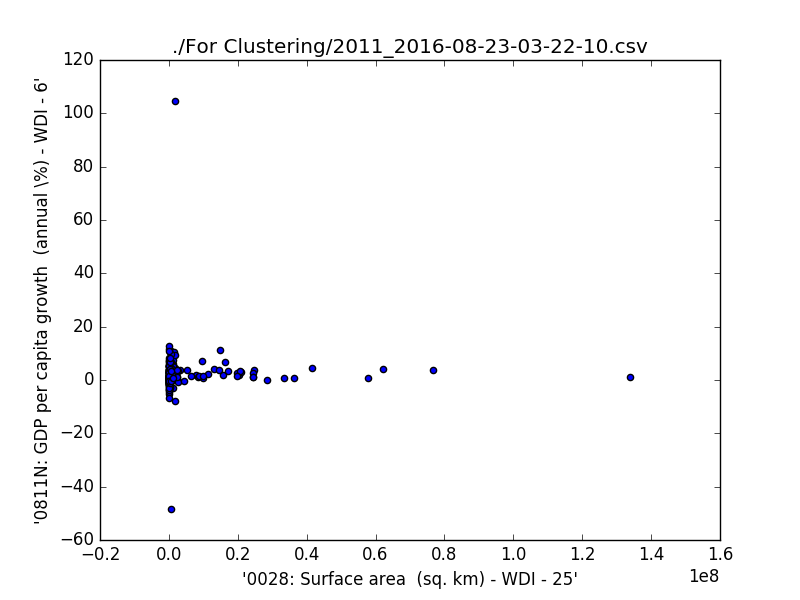 ./For Clustering/2011_2016-08-23-03-22-10.csv
120
100
80
60
40
20
0
−20
−40
−60
'0811N: GDP per capita growth  (annual \%) - WDI - 6'
−0.2 0.0 0.2 0.4 0.6 0.8 1.0 1.2 1.4 1.6
1e8
'0028: Surface area  (sq. km) - WDI - 25'